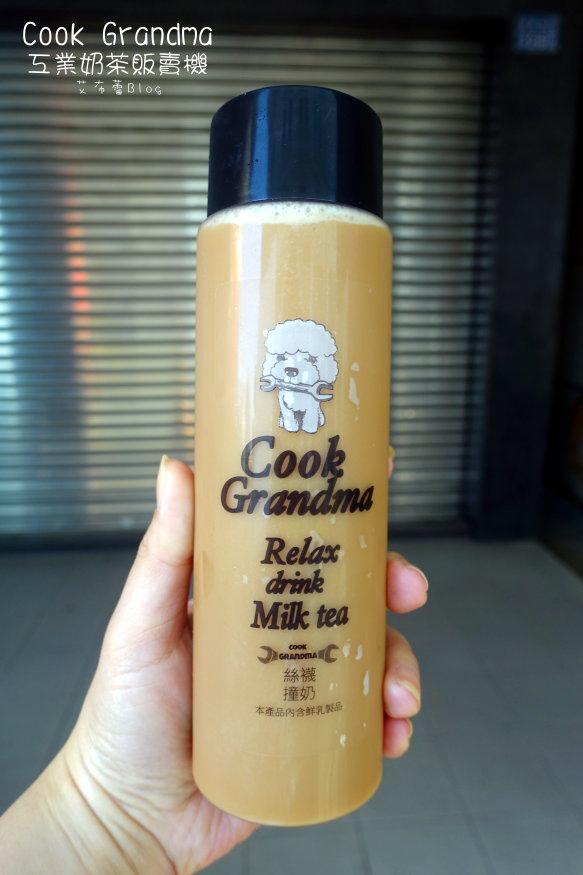 Cook Grandma
工業奶茶販賣機
艾布蕾Blog
Cook
Grandma
Relax
drink
Milk tea
COOK
GRANDMA
絲襪
撞奶
本產品內含鮮乳製品